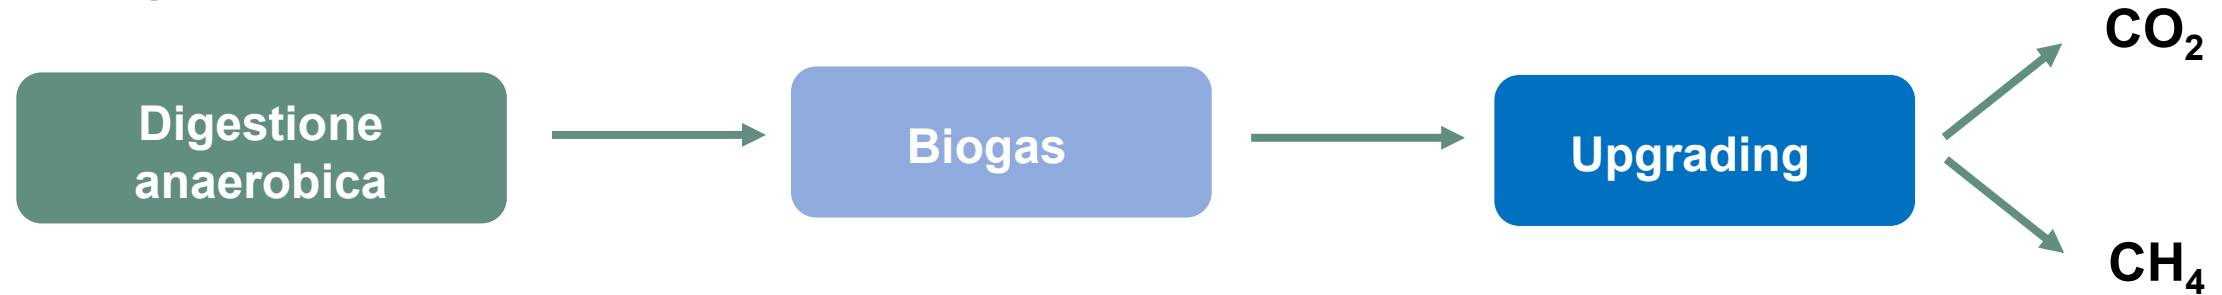 Digestione
anaerobica
Biogas
Upgrading
CO₂
CH₄